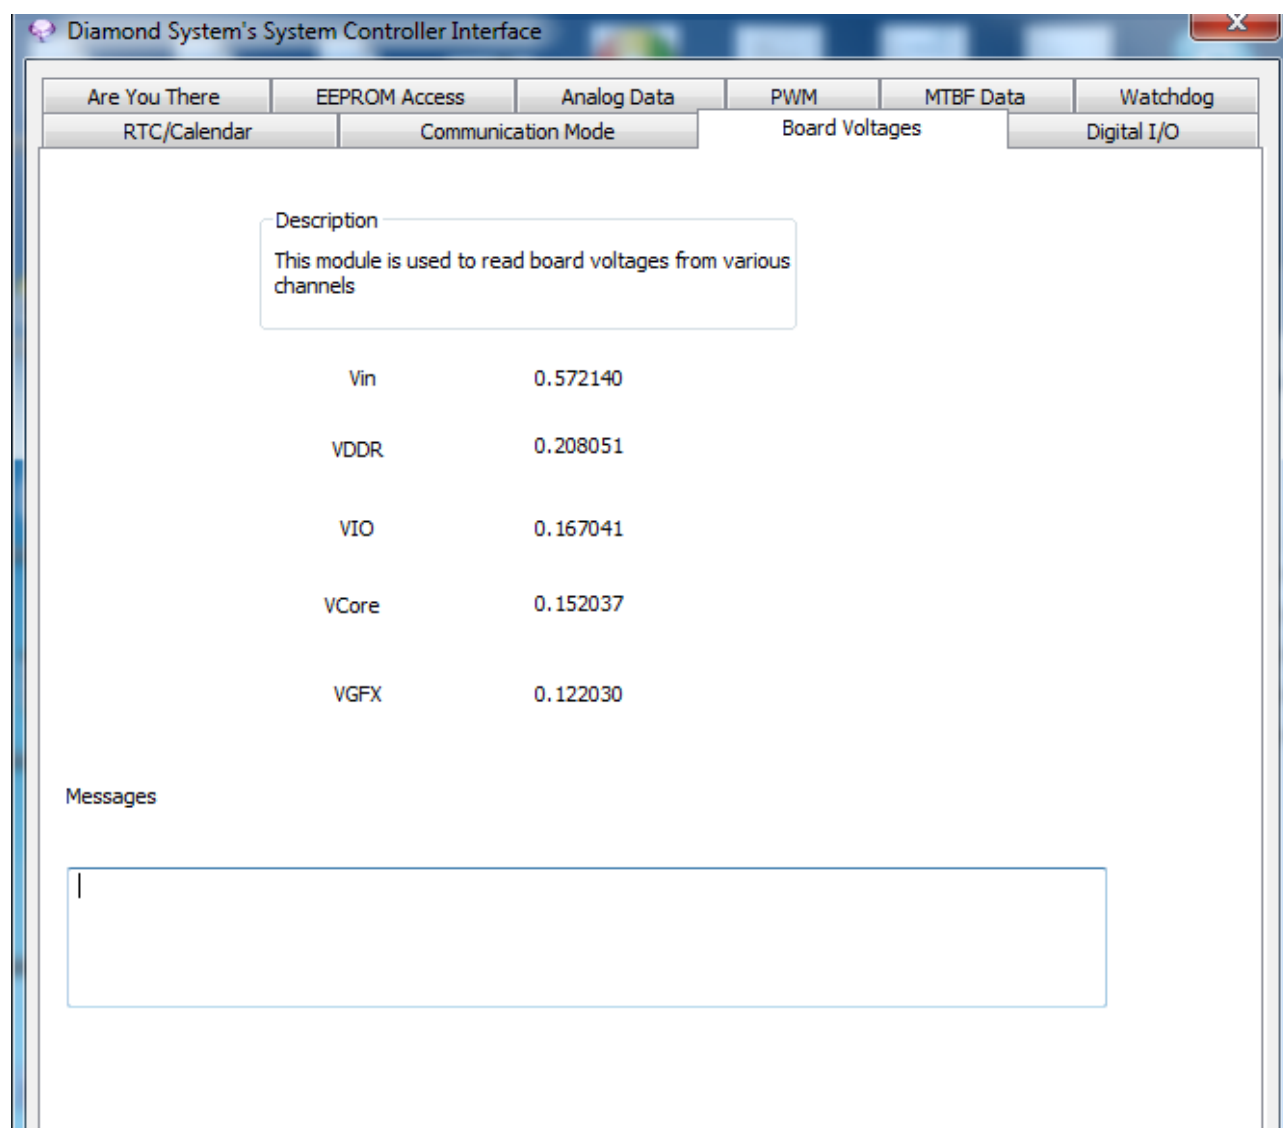 Diamond System's System Controller Interface
X
Are You There EEPROM Access Analog Data PWM MTBF Data Watchdog
RTC/Calendar Communication Mode Board Voltages Digital I/O
Description
This module is used to read board voltages from various
channels
Vin 0.572140
VDDR 0.208051
VIO 0.167041
VCore 0.152037
VGFX 0.122030
Messages